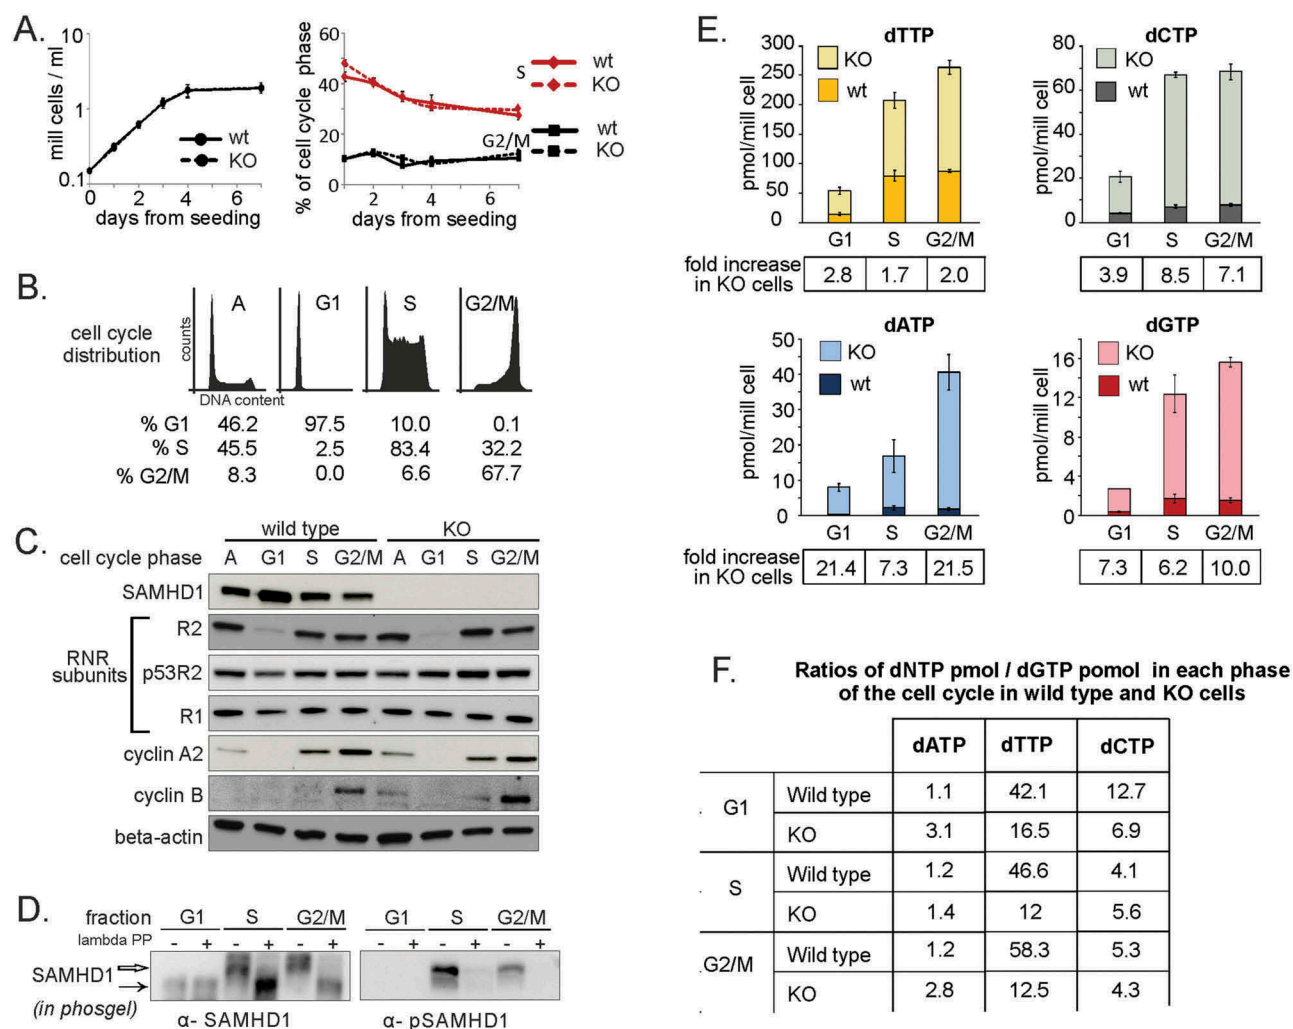 A.
mill cells / ml
10
1
0.1
0
2
4
6
days from seeding
wt
KO
% of cell cycle phase
60
40
20
0
0
2
4
6
days from seeding
S
wt
KO
G2/M
wt
KO
B.
cell cycle
distribution
counts
A
G1
S
G2/M
DNA content
% G1 46.2 97.5 10.0 0.1
% S 45.5 2.5 83.4 32.2
% G2/M 8.3 0.0 6.6 67.7
C.
wild type KO
cell cycle phase A G1 S G2/M A G1 S G2/M
SAMHD1
RNR
subunits
R2
p53R2
R1
cyclin A2
cyclin B
beta-actin
D.
fraction G1 S G2/M G1 S G2/M
lambda PP - + - + - + - + - + - +
SAMHD1
(in phosgel)
α- SAMHD1
α- pSAMHD1
E.
dTTP
pmol/mill cell
300
250
200
150
100
50
0
KO
wt
G1 S G2/M
fold increase
in KO cells
2.8 1.7 2.0
dCTP
pmol/mill cell
80
60
40
20
0
KO
wt
G1 S G2/M
3.9 8.5 7.1
dATP
pmol/mill cell
50
40
30
20
10
0
KO
wt
G1 S G2/M
fold increase
in KO cells
21.4 7.3 21.5
dGTP
pmol/mill cell
16
12
8
4
0
KO
wt
G1 S G2/M
7.3 6.2 10.0
F.
Ratios of dNTP pmol / dGTP pomol in each phase
of the cell cycle in wild type and KO cells
dATP dTTP dCTP
G1
Wild type 1.1 42.1 12.7
KO 3.1 16.5 6.9
S
Wild type 1.2 46.6 4.1
KO 1.4 12 5.6
G2/M
Wild type 1.2 58.3 5.3
KO 2.8 12.5 4.3